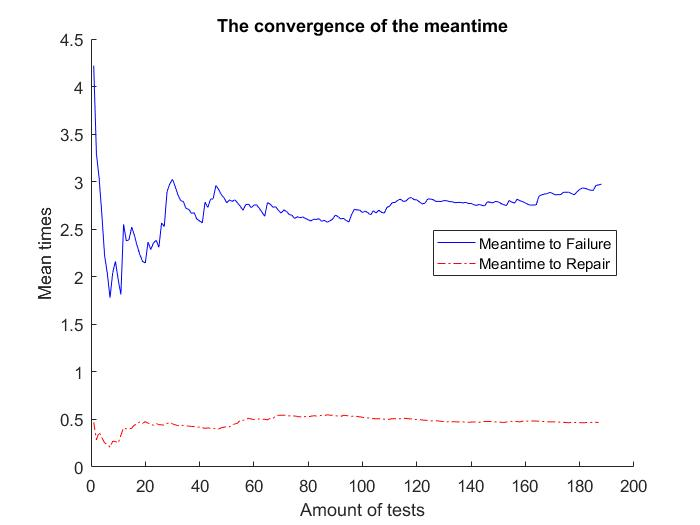 The convergence of the meantime
4.5
4
3.5
3
2.5
2
1.5
1
0.5
0
Mean times
Meantime to Failure
Meantime to Repair
0 20 40 60 80 100 120 140 160 180 200
Amount of tests